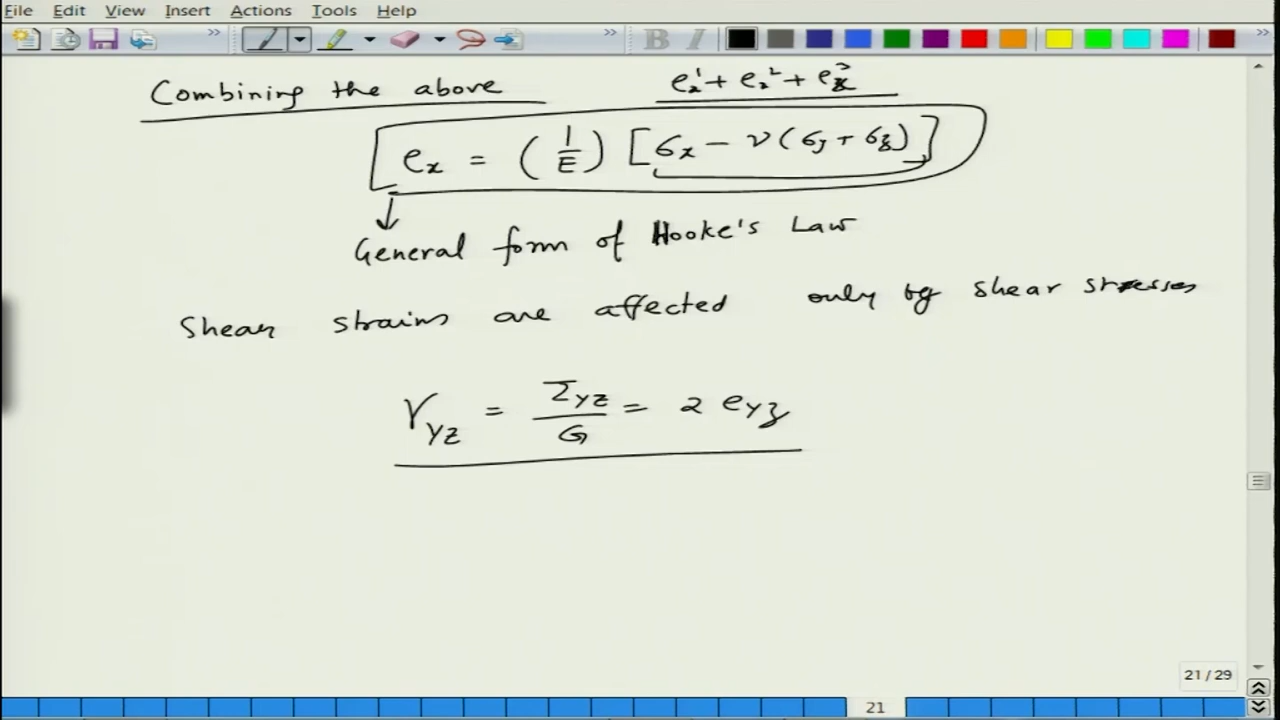 File Edit View Insert Actions Tools Help
Combining the above e_x^1 + e_x^2 + e_x^3
e_x = (1/E) [σ_x − ν(σ_y + σ_z)]
General form of Hooke's Law
Shear strains are affected only by shear stresses
γ_YZ = τ_YZ/G = 2 e_yz
21 / 29
21